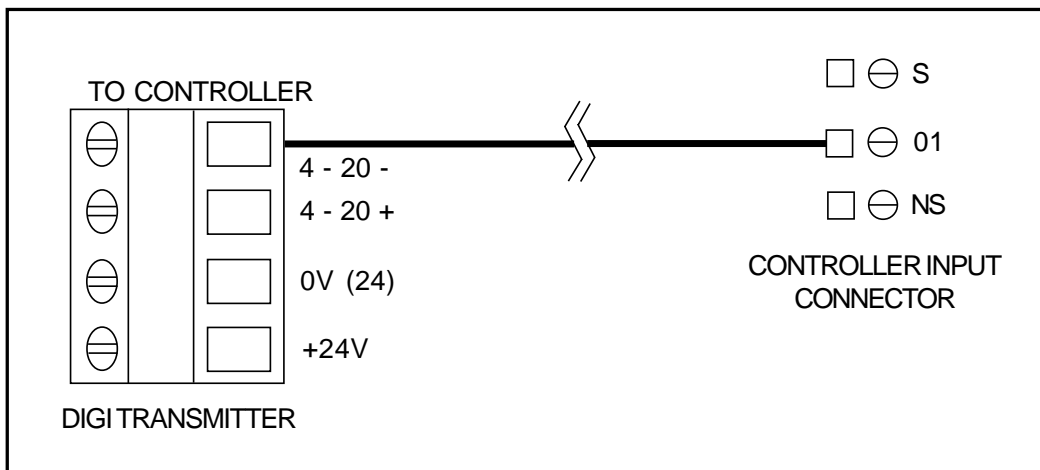 TO CONTROLLER
4 - 20 -
4 - 20 +
0V (24)
+24V
DIGI TRANSMITTER
S
01
NS
CONTROLLER INPUT
CONNECTOR